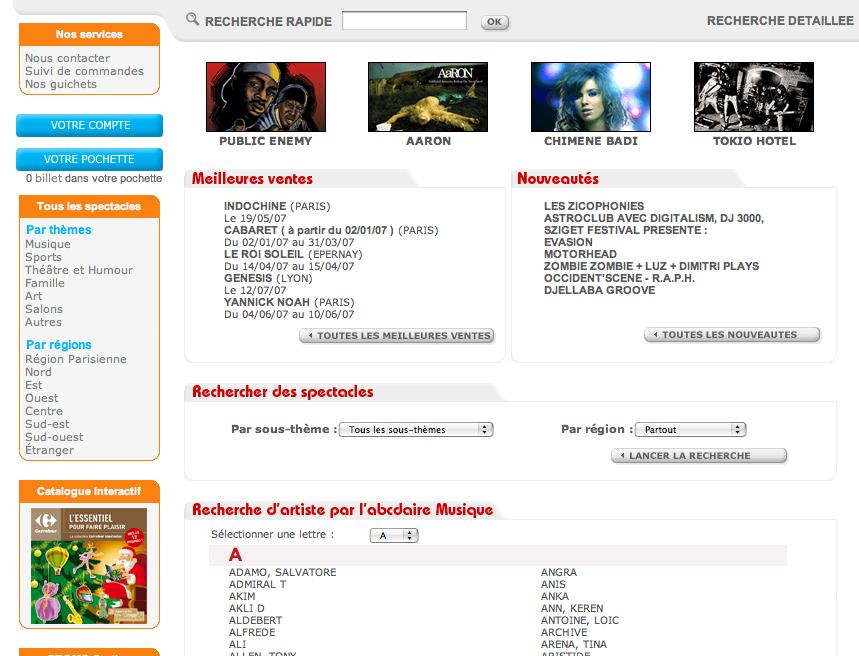 RECHERCHE RAPIDE
OK
RECHERCHE DETAILLEE
Nos services
Nous contacter
Suivi de commandes
Nos guichets
VOTRE COMPTE
VOTRE POCHETTE
0 billet dans votre pochette
Tous les spectacles
Par thèmes
Musique
Sports
Théâtre et Humour
Famille
Art
Salons
Autres
Par régions
Région Parisienne
Nord
Est
Ouest
Centre
Sud-est
Sud-ouest
Étranger
Catalogue Interactif
Carrefour
L'ESSENTIEL
POUR FAIRE PLAISIR
AaRON
PUBLIC ENEMY
AARON
CHIMENE BADI
TOKIO HOTEL
Meilleures ventes
INDOCHINE (PARIS)
Le 19/05/07
CABARET ( à partir du 02/01/07 ) (PARIS)
Du 02/01/07 au 31/03/07
LE ROI SOLEIL (EPERNAY)
Du 14/04/07 au 15/04/07
GENESIS (LYON)
Le 12/07/07
YANNICK NOAH (PARIS)
Du 04/06/07 au 10/06/07
TOUTES LES MEILLEURES VENTES
Nouveautés
LES ZICOPHONIES
ASTROCLUB AVEC DIGITALISM, DJ 3000,
SZIGET FESTIVAL PRESENTE :
EVASION
MOTORHEAD
ZOMBIE ZOMBIE + LUZ + DIMITRI PLAYS
OCCIDENT'SCENE - R.A.P.H.
DJELLABA GROOVE
TOUTES LES NOUVEAUTES
Rechercher des spectacles
Par sous-thème : Tous les sous-thèmes
Par région : Partout
LANCER LA RECHERCHE
Recherche d'artiste par l'abcdaire Musique
Sélectionner une lettre : A
A
ADAMO, SALVATORE
ADMIRAL T
AKIM
AKLI D
ALDEBERT
ALFREDE
ALI
ALLEN, TONY
ANGRA
ANIS
ANKA
ANN, KEREN
ANTOINE, LOIC
ARCHIVE
ARENA, TINA
ARISTIDE